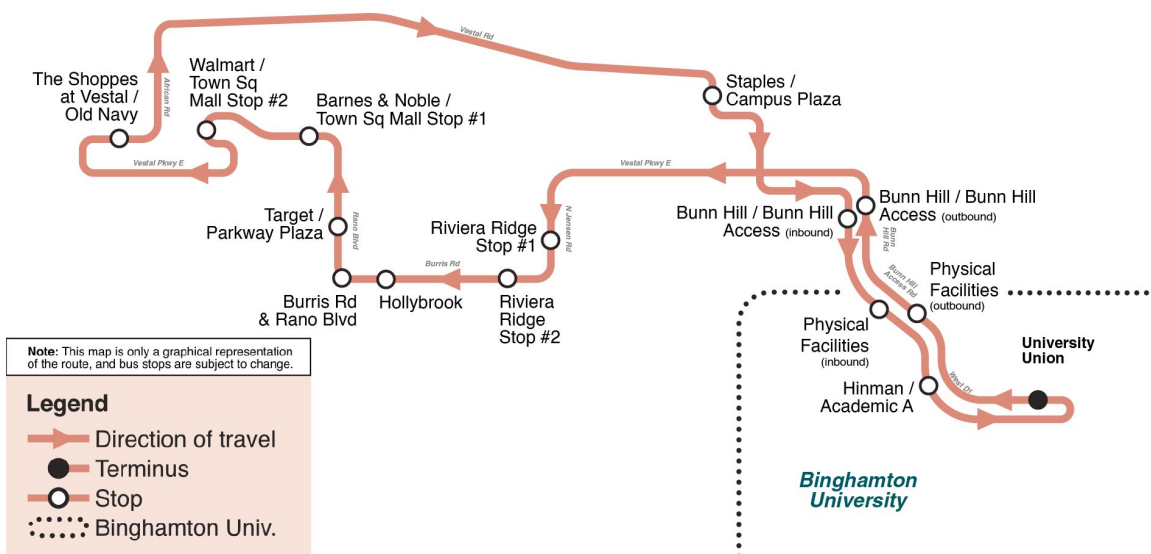 Vestal Rd
The Shoppes
at Vestal /
Old Navy
African Rd
Walmart /
Town Sq
Mall Stop #2
Barnes & Noble /
Town Sq Mall Stop #1
Staples /
Campus Plaza
Vestal Pkwy E
Vestal Pkwy E
Target /
Parkway Plaza
Rano Blvd
Riviera Ridge
Stop #1
N Jensen Rd
Bunn Hill / Bunn Hill
Access (inbound)
Bunn Hill / Bunn Hill
Access (outbound)
Bunn
Hill Rd
Burris Rd
Burris Rd
& Rano Blvd
Hollybrook
Riviera
Ridge
Stop #2
Bunn Hill
Access Rd
Physical
Facilities
(outbound)
Physical
Facilities
(inbound)
University
Union
Hinman /
Academic A
West Dr
Note: This map is only a graphical representation
of the route, and bus stops are subject to change.
Legend
Direction of travel
Terminus
Stop
Binghamton Univ.
Binghamton
University